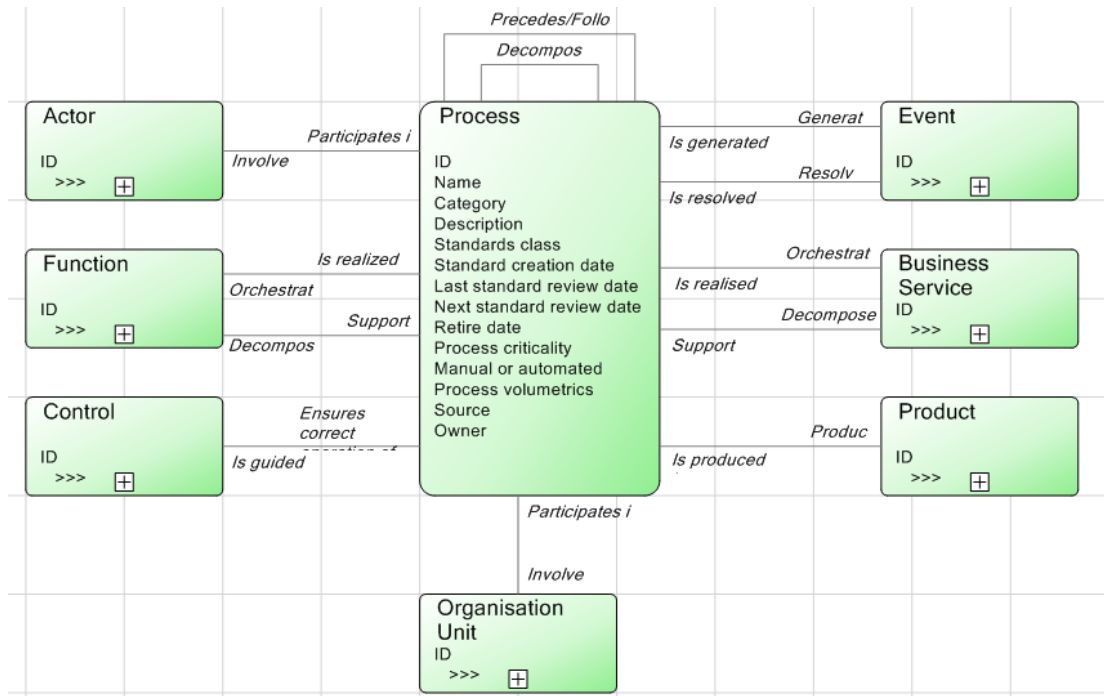 Precedes/Follo
Decompos
Actor
ID
>>>
Participates i
Involve
Process
ID
Name
Category
Description
Standards class
Standard creation date
Last standard review date
Next standard review date
Retire date
Process criticality
Manual or automated
Process volumetrics
Source
Owner
Generat
Is generated
Resolv
Is resolved
Event
ID
>>>
Function
ID
>>>
Is realized
Orchestrat
Support
Decompos
Orchestrat
Is realised
Decompose
Support
Business
Service
ID
>>>
Control
ID
>>>
Ensures
correct
Is guided
Produc
Is produced
Product
ID
>>>
Participates i
Involve
Organisation
Unit
ID
>>>